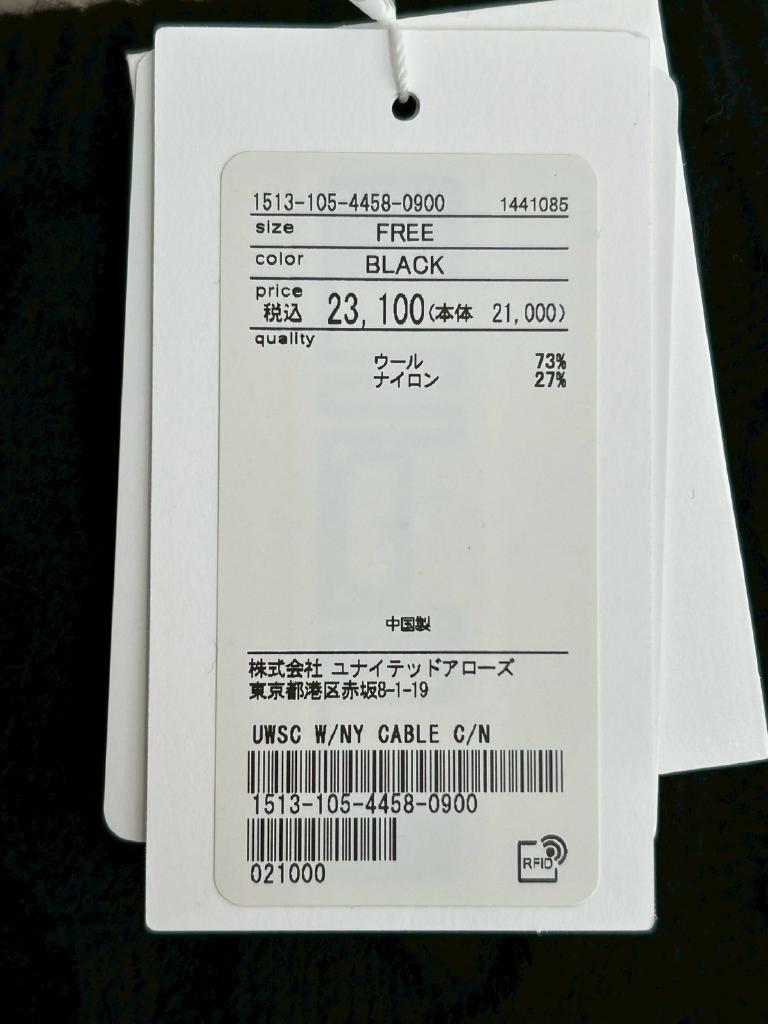 1513-105-4458-0900 1441085
size FREE
color BLACK
price
税込 23,100(本体 21,000)
quality
ウール 73%
ナイロン 27%
中国製
株式会社 ユナイテッドアローズ
東京都港区赤坂8-1-19
UWSC W/NY CABLE C/N
1513-105-4458-0900
021000
RFID